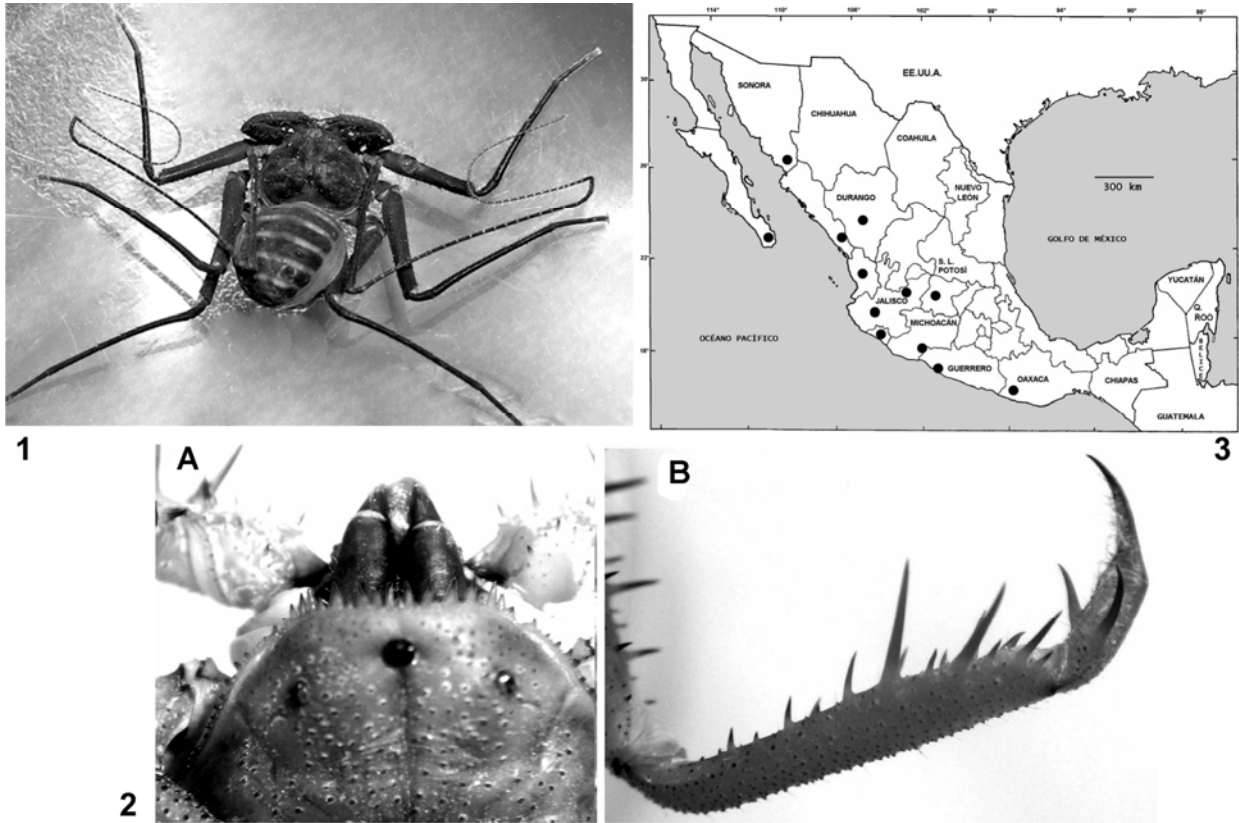 114° 110° 106° 102° 98° 90° 86°
EE.UU.A.
30°
SONORA
CHIHUAHUA
COAHUILA
26°
300 km
DURANGO
NUEVO
LEÓN
GOLFO DE MÉXICO
22°
S. L.
POTOSÍ
YUCATÁN
JALISCO
Q.
ROO
MICHOACÁN
OCÉANO PACÍFICO
BELICE
18°
GUERRERO
OAXACA
CHIAPAS
GUATEMALA
1
3
A
B
2